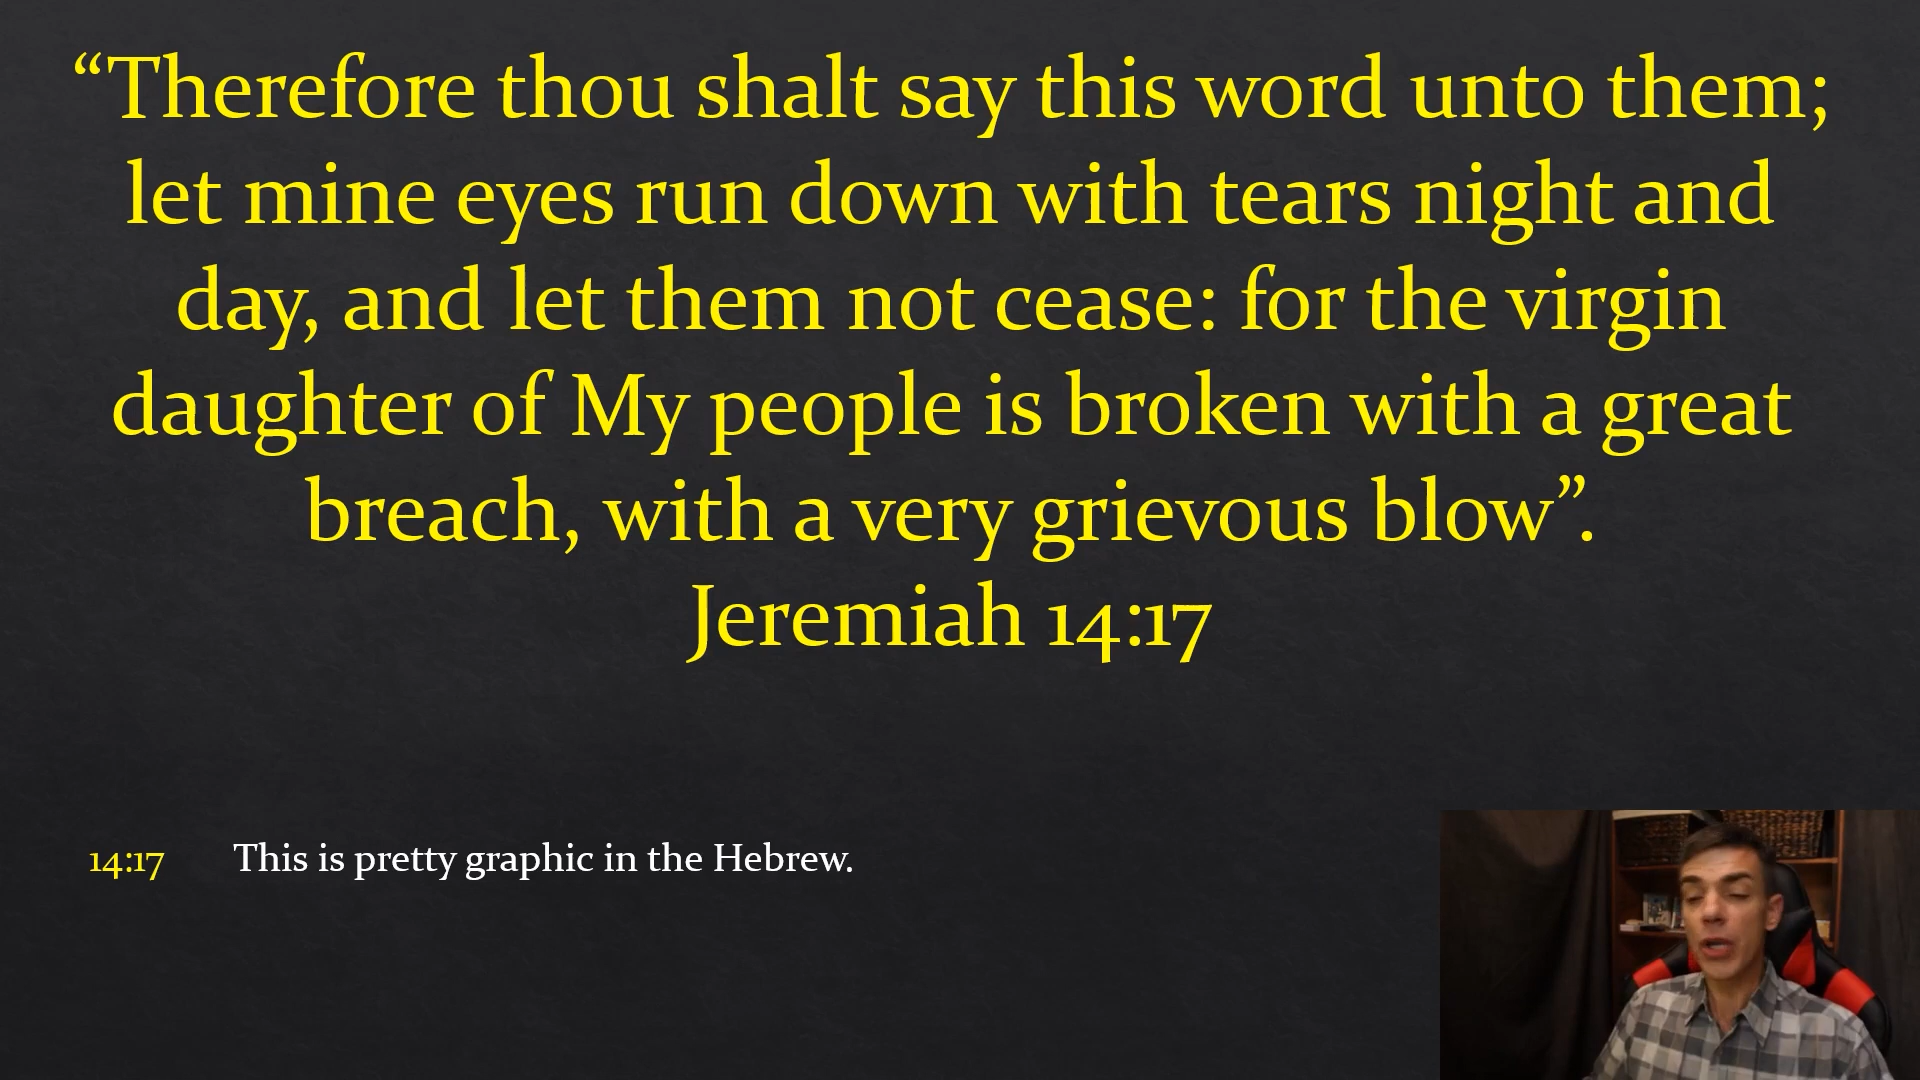 “Therefore thou shalt say this word unto them;
let mine eyes run down with tears night and
day, and let them not cease: for the virgin
daughter of My people is broken with a great
breach, with a very grievous blow”.
Jeremiah 14:17
14:17 This is pretty graphic in the Hebrew.